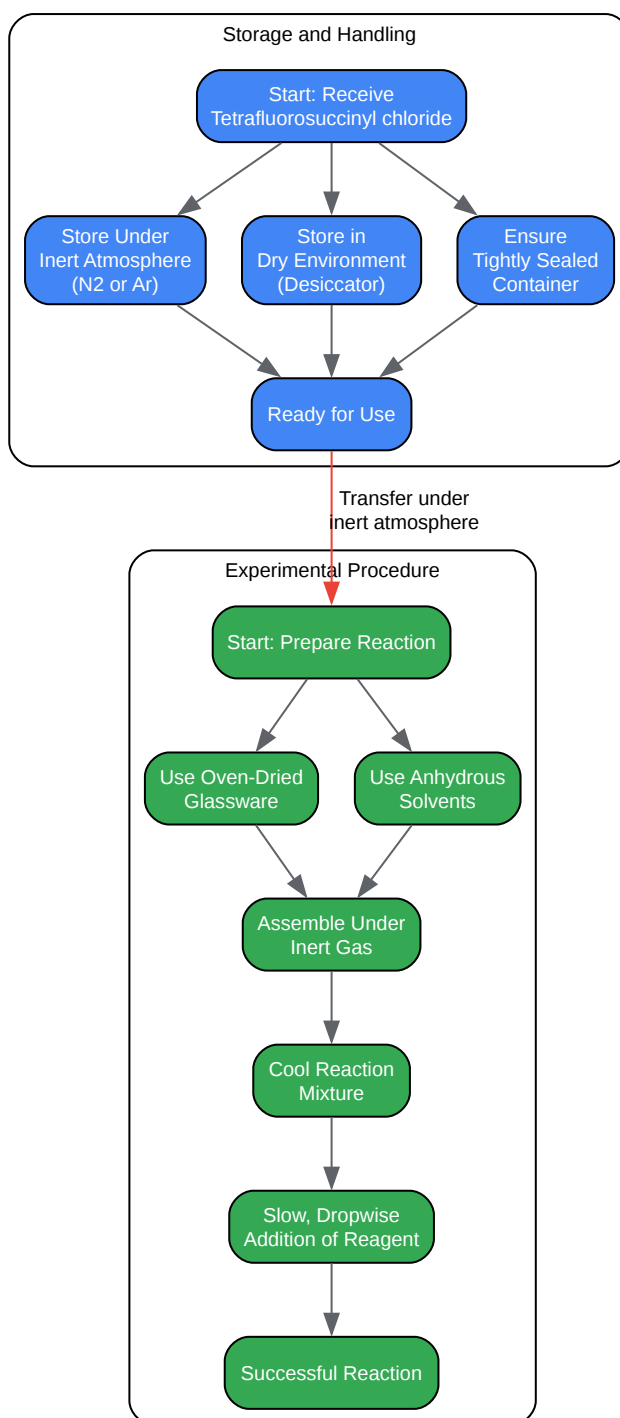 Storage and Handling
Start: Receive
Tetrafluorosuccinyl chloride
Store Under
Inert Atmosphere
(N2 or Ar)
Store in
Dry Environment
(Desiccator)
Ensure
Tightly Sealed
Container
Ready for Use
Transfer under
inert atmosphere
Experimental Procedure
Start: Prepare Reaction
Use Oven-Dried
Glassware
Use Anhydrous
Solvents
Assemble Under
Inert Gas
Cool Reaction
Mixture
Slow, Dropwise
Addition of Reagent
Successful Reaction